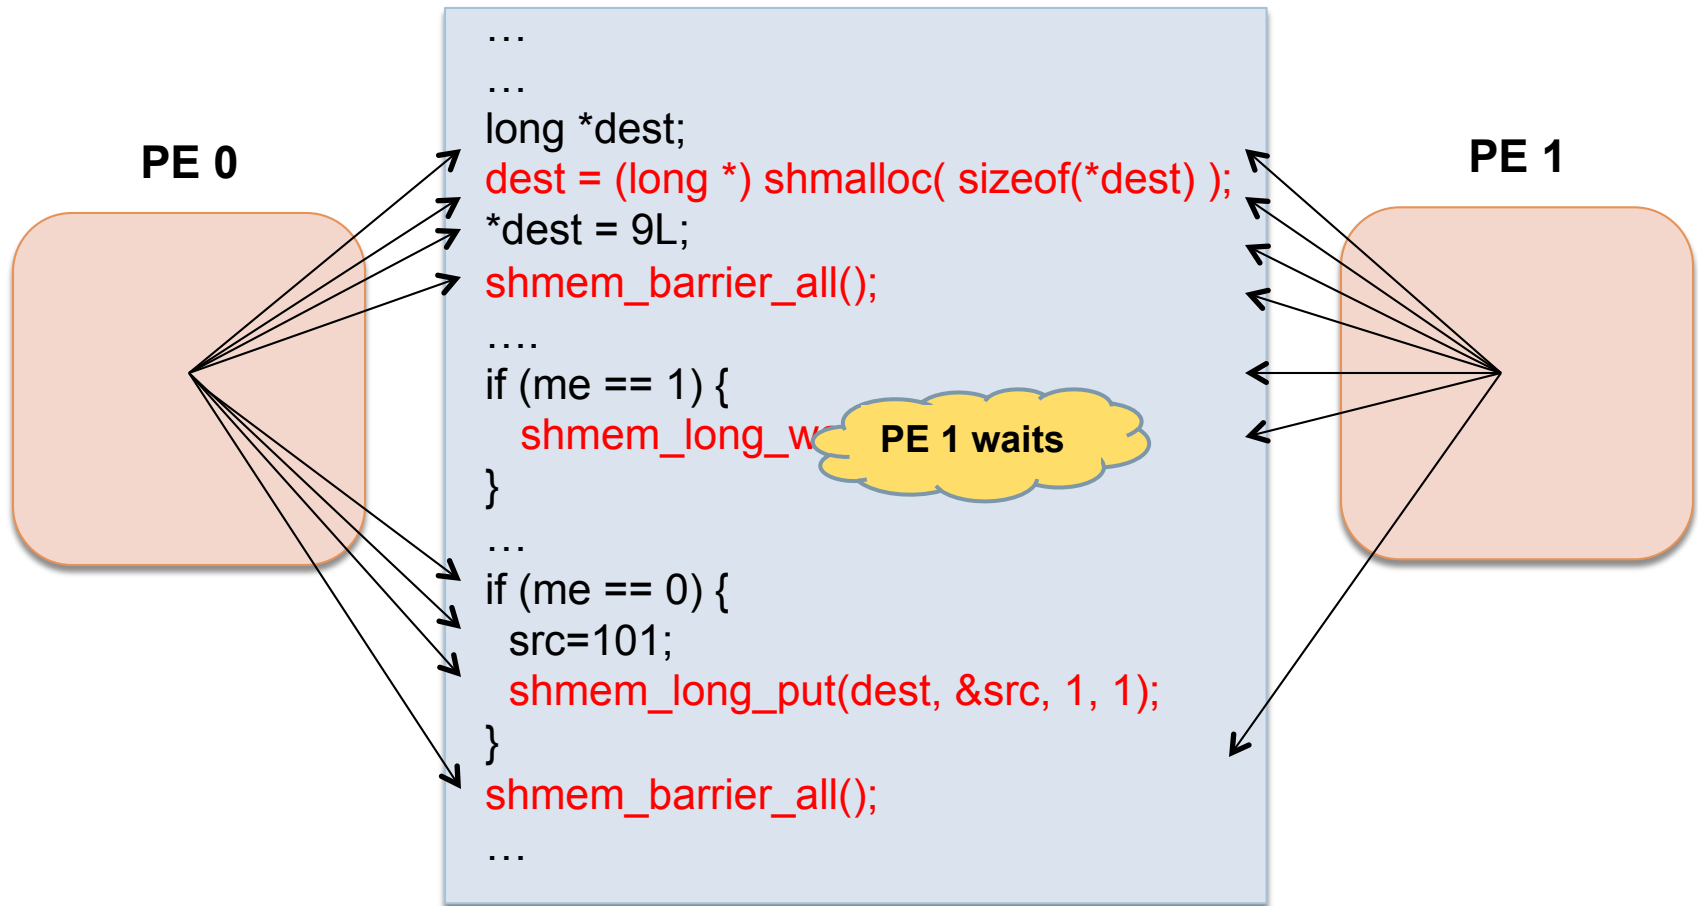 …
…
long *dest;
PE 0
PE 1
dest = (long *) shmalloc( sizeof(*dest) );
*dest = 9L;
shmem_barrier_all();
….
if (me == 1) {
PE 1 waits
}
…
if (me == 0) {
src=101;
shmem_long_put(dest, &src, 1, 1);
}
shmem_barrier_all();
…